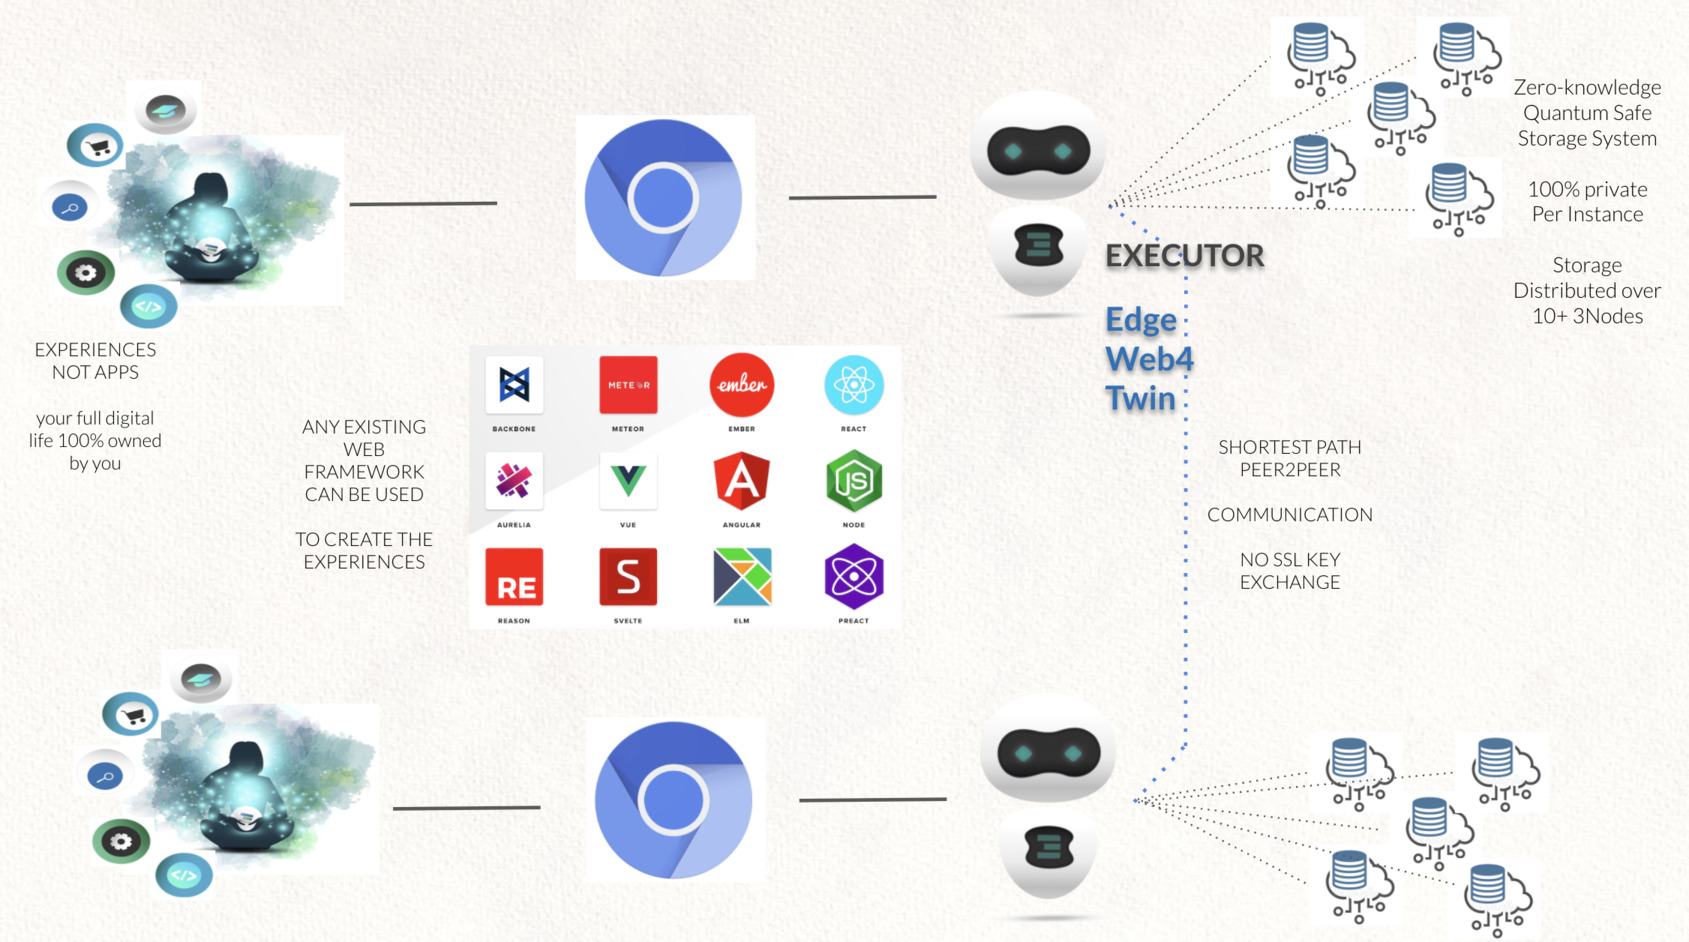 Zero-knowledge
Quantum Safe
Storage System
100% private
Per Instance
Storage
Distributed over
10+ 3Nodes
EXECUTOR
Edge
Web4
Twin
EXPERIENCES
NOT APPS
your full digital
life 100% owned
by you
ANY EXISTING
WEB
FRAMEWORK
CAN BE USED
TO CREATE THE
EXPERIENCES
METEOR
ember
BACKBONE
METEOR
EMBER
REACT
JS
AURELIA
VUE
ANGULAR
NODE
RE
S
REASON
SVELTE
ELM
PREACT
SHORTEST PATH
PEER2PEER
COMMUNICATION
NO SSL KEY
EXCHANGE